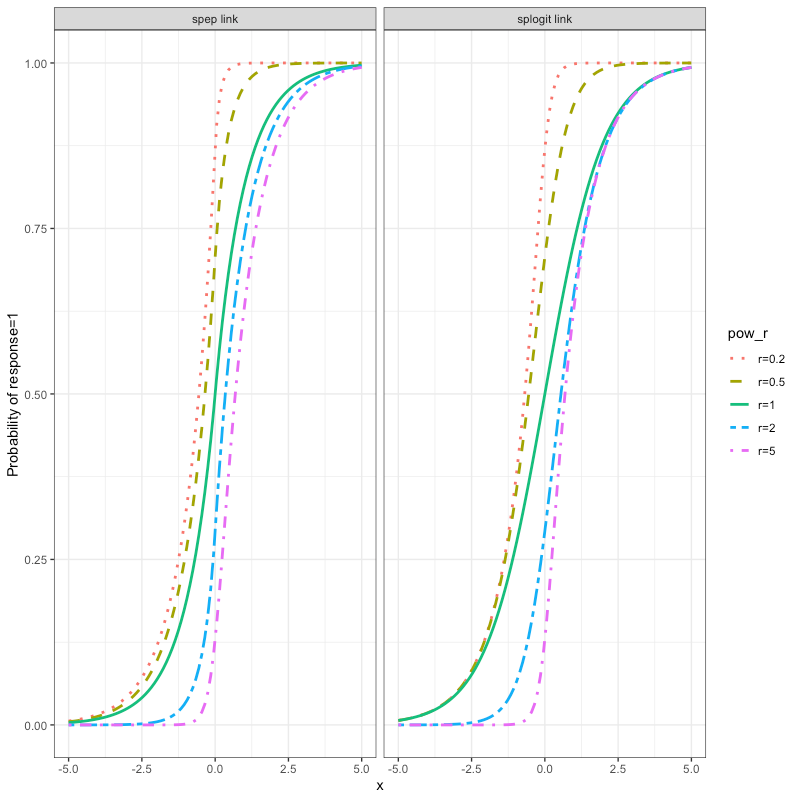 spep link
splogit link
Probability of response=1
1.00
0.75
0.50
0.25
0.00
-5.0 -2.5 0.0 2.5 5.0
-5.0 -2.5 0.0 2.5 5.0
x
pow_r
r=0.2
r=0.5
r=1
r=2
r=5